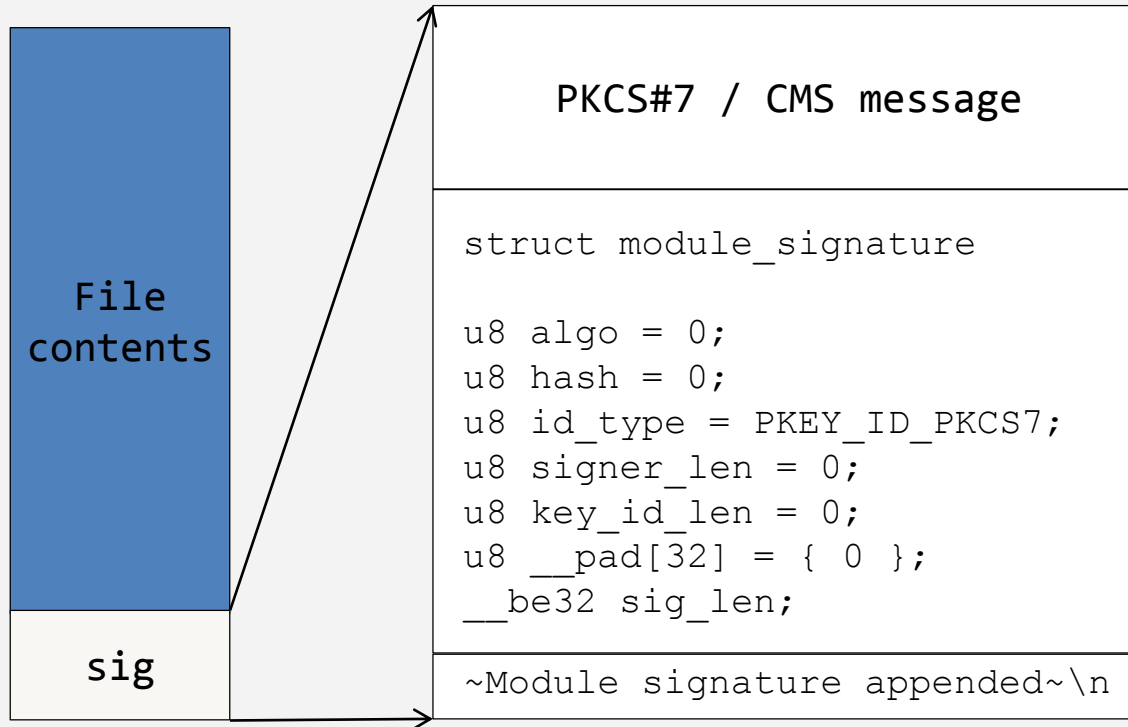 File
contents
sig
PKCS#7 / CMS message
struct module_signature
u8 algo = 0;
u8 hash = 0;
u8 id_type = PKEY_ID_PKCS7;
u8 signer_len = 0;
u8 key_id_len = 0;
u8 __pad[32] = { 0 };
__be32 sig_len;
~Module signature appended~\n